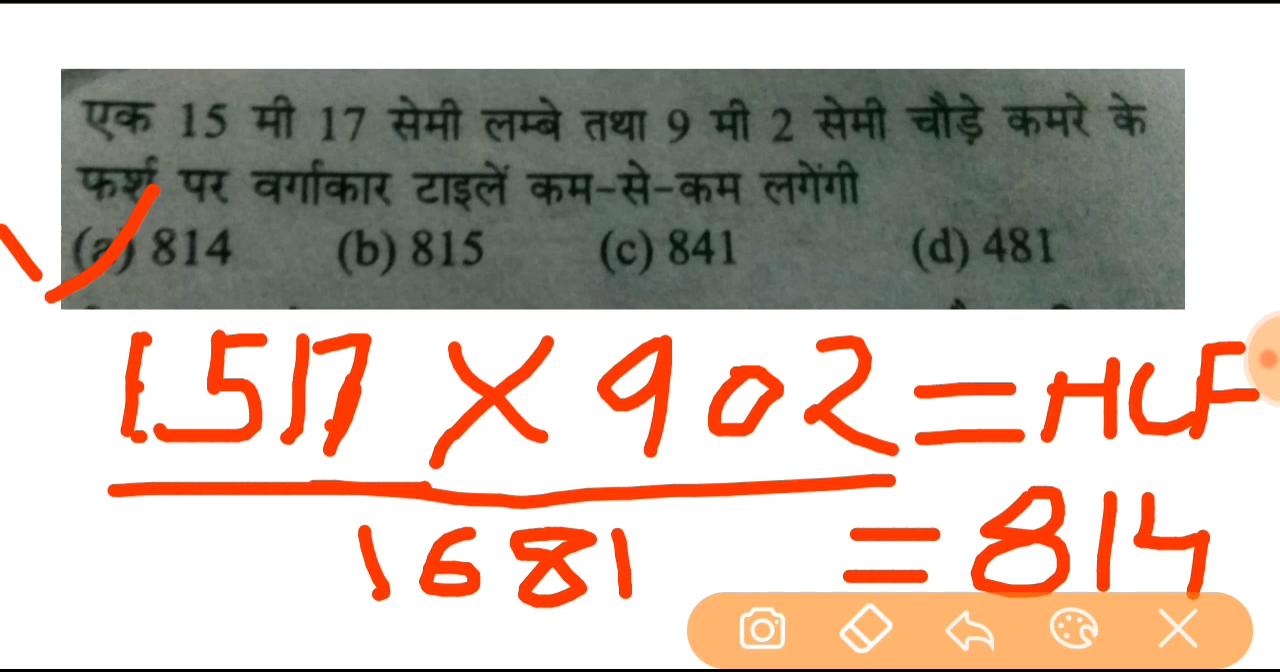 एक 15 मी 17 सेमी लम्बे तथा 9 मी 2 सेमी चौड़े कमरे के
फर्श पर वर्गाकार टाइलें कम-से-कम लगेंगी
(a) 814 (b) 815 (c) 841 (d) 481
1517 X 902 = HCF
1681 = 814